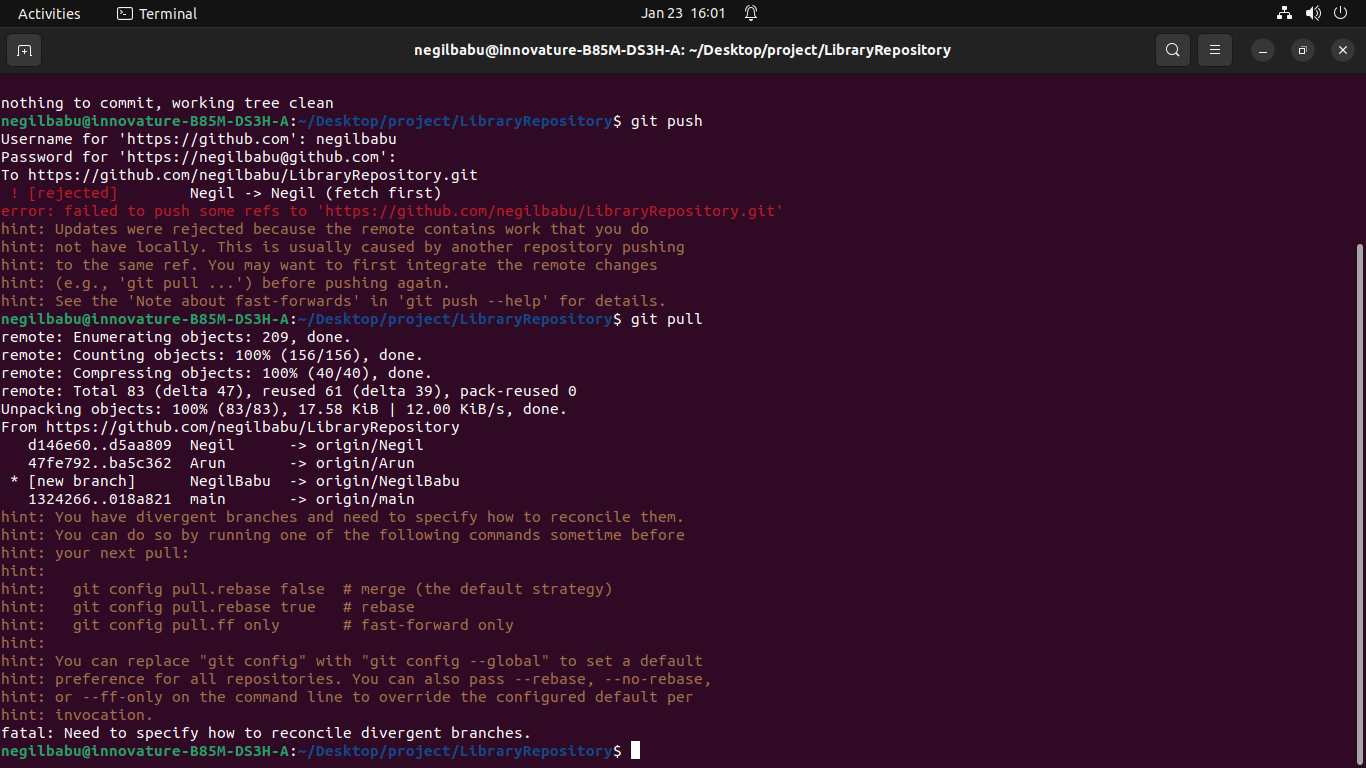 Activities
Terminal
Jan 23 16:01
negilbabu@innovature-B85M-DS3H-A: ~/Desktop/project/LibraryRepository
nothing to commit, working tree clean
negilbabu@innovature-B85M-DS3H-A:~/Desktop/project/LibraryRepository$ git push
Username for 'https://github.com': negilbabu
Password for 'https://negilbabu@github.com':
To https://github.com/negilbabu/LibraryRepository.git
 ! [rejected]        Negil -> Negil (fetch first)
error: failed to push some refs to 'https://github.com/negilbabu/LibraryRepository.git'
hint: Updates were rejected because the remote contains work that you do
hint: not have locally. This is usually caused by another repository pushing
hint: to the same ref. You may want to first integrate the remote changes
hint: (e.g., 'git pull ...') before pushing again.
hint: See the 'Note about fast-forwards' in 'git push --help' for details.
negilbabu@innovature-B85M-DS3H-A:~/Desktop/project/LibraryRepository$ git pull
remote: Enumerating objects: 209, done.
remote: Counting objects: 100% (156/156), done.
remote: Compressing objects: 100% (40/40), done.
remote: Total 83 (delta 47), reused 61 (delta 39), pack-reused 0
Unpacking objects: 100% (83/83), 17.58 KiB | 12.00 KiB/s, done.
From https://github.com/negilbabu/LibraryRepository
   d146e60..d5aa809  Negil      -> origin/Negil
   47fe792..ba5c362  Arun       -> origin/Arun
 * [new branch]      NegilBabu  -> origin/NegilBabu
   1324266..018a821  main       -> origin/main
hint: You have divergent branches and need to specify how to reconcile them.
hint: You can do so by running one of the following commands sometime before
hint: your next pull:
hint:
hint:   git config pull.rebase false  # merge (the default strategy)
hint:   git config pull.rebase true   # rebase
hint:   git config pull.ff only       # fast-forward only
hint:
hint: You can replace "git config" with "git config --global" to set a default
hint: preference for all repositories. You can also pass --rebase, --no-rebase,
hint: or --ff-only on the command line to override the configured default per
hint: invocation.
fatal: Need to specify how to reconcile divergent branches.
negilbabu@innovature-B85M-DS3H-A:~/Desktop/project/LibraryRepository$